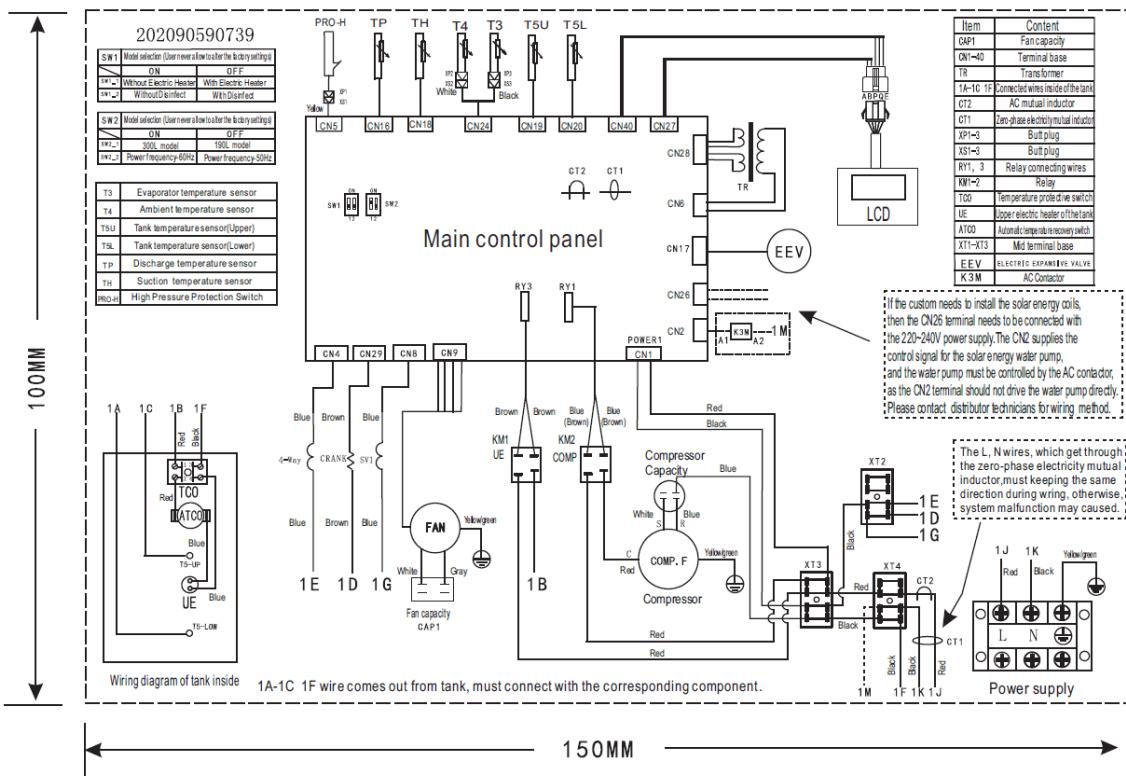 202090590739
SW1 Model selection (User never allow to alter the factory settings)
ON OFF
SW1_1 Without Electric Heater With Electric Heater
SW1_2 Without Disinfect With Disinfect
SW2 Model selection (User never allow to alter the factory settings)
ON OFF
SW2_1 300L model 190L model
SW2_2 Power frequency-60Hz Power frequency-50Hz
T3 Evaporator temperature sensor
T4 Ambient temperature sensor
T5U Tank temperature sensor(Upper)
T5L Tank temperature sensor(Lower)
TP Discharge temperature sensor
TH Suction temperature sensor
PRO-H High Pressure Protection Switch
PRO-H TP TH T4 T3 T5U T5L
XP1
XS1
Yellow
XP2
XS2
White
XP3
XS3
Black
CN5 CN16 CN18 CN24 CN19 CN20 CN40 CN27
CN28
CN6
CN17
CN26
CN2
TR
EEV
A1 K3M A2 1M
CT2 CT1
SW1 ON 12 ON 12 SW2
Main control panel
RY3 RY1
POWER1
CN4 CN29 CN8 CN9 CN1
ABPQE
LCD
Item Content
CAP1 Fan capacity
CN1-40 Terminal base
TR Transformer
1A-1C 1F Connected wires inside of the tank
CT2 AC mutual inductor
CT1 Zero-phase electricity mutual inductor
XP1-3 Butt plug
XS1-3 Butt plug
RY1, 3 Relay connecting wires
KM1-2 Relay
TCO Temperature protective switch
UE Upper electric heater of the tank
ATCO Automatic temperature recovery switch
XT1-XT3 Mid terminal base
EEV ELECTRIC EXPANSIVE VALVE
K3M AC Contactor
If the custom needs to install the solar energy coils,
then the CN26 terminal needs to be connected with
the 220~240V power supply.The CN2 supplies the
control signal for the solar energy water pump,
and the water pump must be controlled by the AC contactor,
as the CN2 terminal should not drive the water pump directly.
Please contact distributor technicians for wiring method.
The L, N wires, which get through
the zero-phase electricity mutual
inductor,must keeping the same
direction during wring, otherwise,
system malfunction may caused.
1A 1C 1B 1F
Red Black
TCO
Red
ATCO
Blue
T5-UP
UE
Blue
T5-LOW
Wiring diagram of tank inside
Blue Brown Blue
4-Way CRANK SV1
Blue Brown Blue
1E 1D 1G
FAN
Yellow/green
White Gray
Fan capacity
CAP1
Brown Brown
KM1
UE
1B
Blue
(Brown)
Blue
(Brown)
KM2
COMP
Compressor
Capacity
Blue
White Blue
S R
C
Red
COMP.F
Yellow/green
Compressor
Red
Black
Red
Red
XT3
Red
Black
Black
XT2
1E
1D
1G
XT4
CT2
CT1
Black Black Red
1M 1F 1K 1J
1J 1K
Red Black Yellow/green
L N
Power supply
1A-1C 1F wire comes out from tank, must connect with the corresponding component.
100MM
150MM